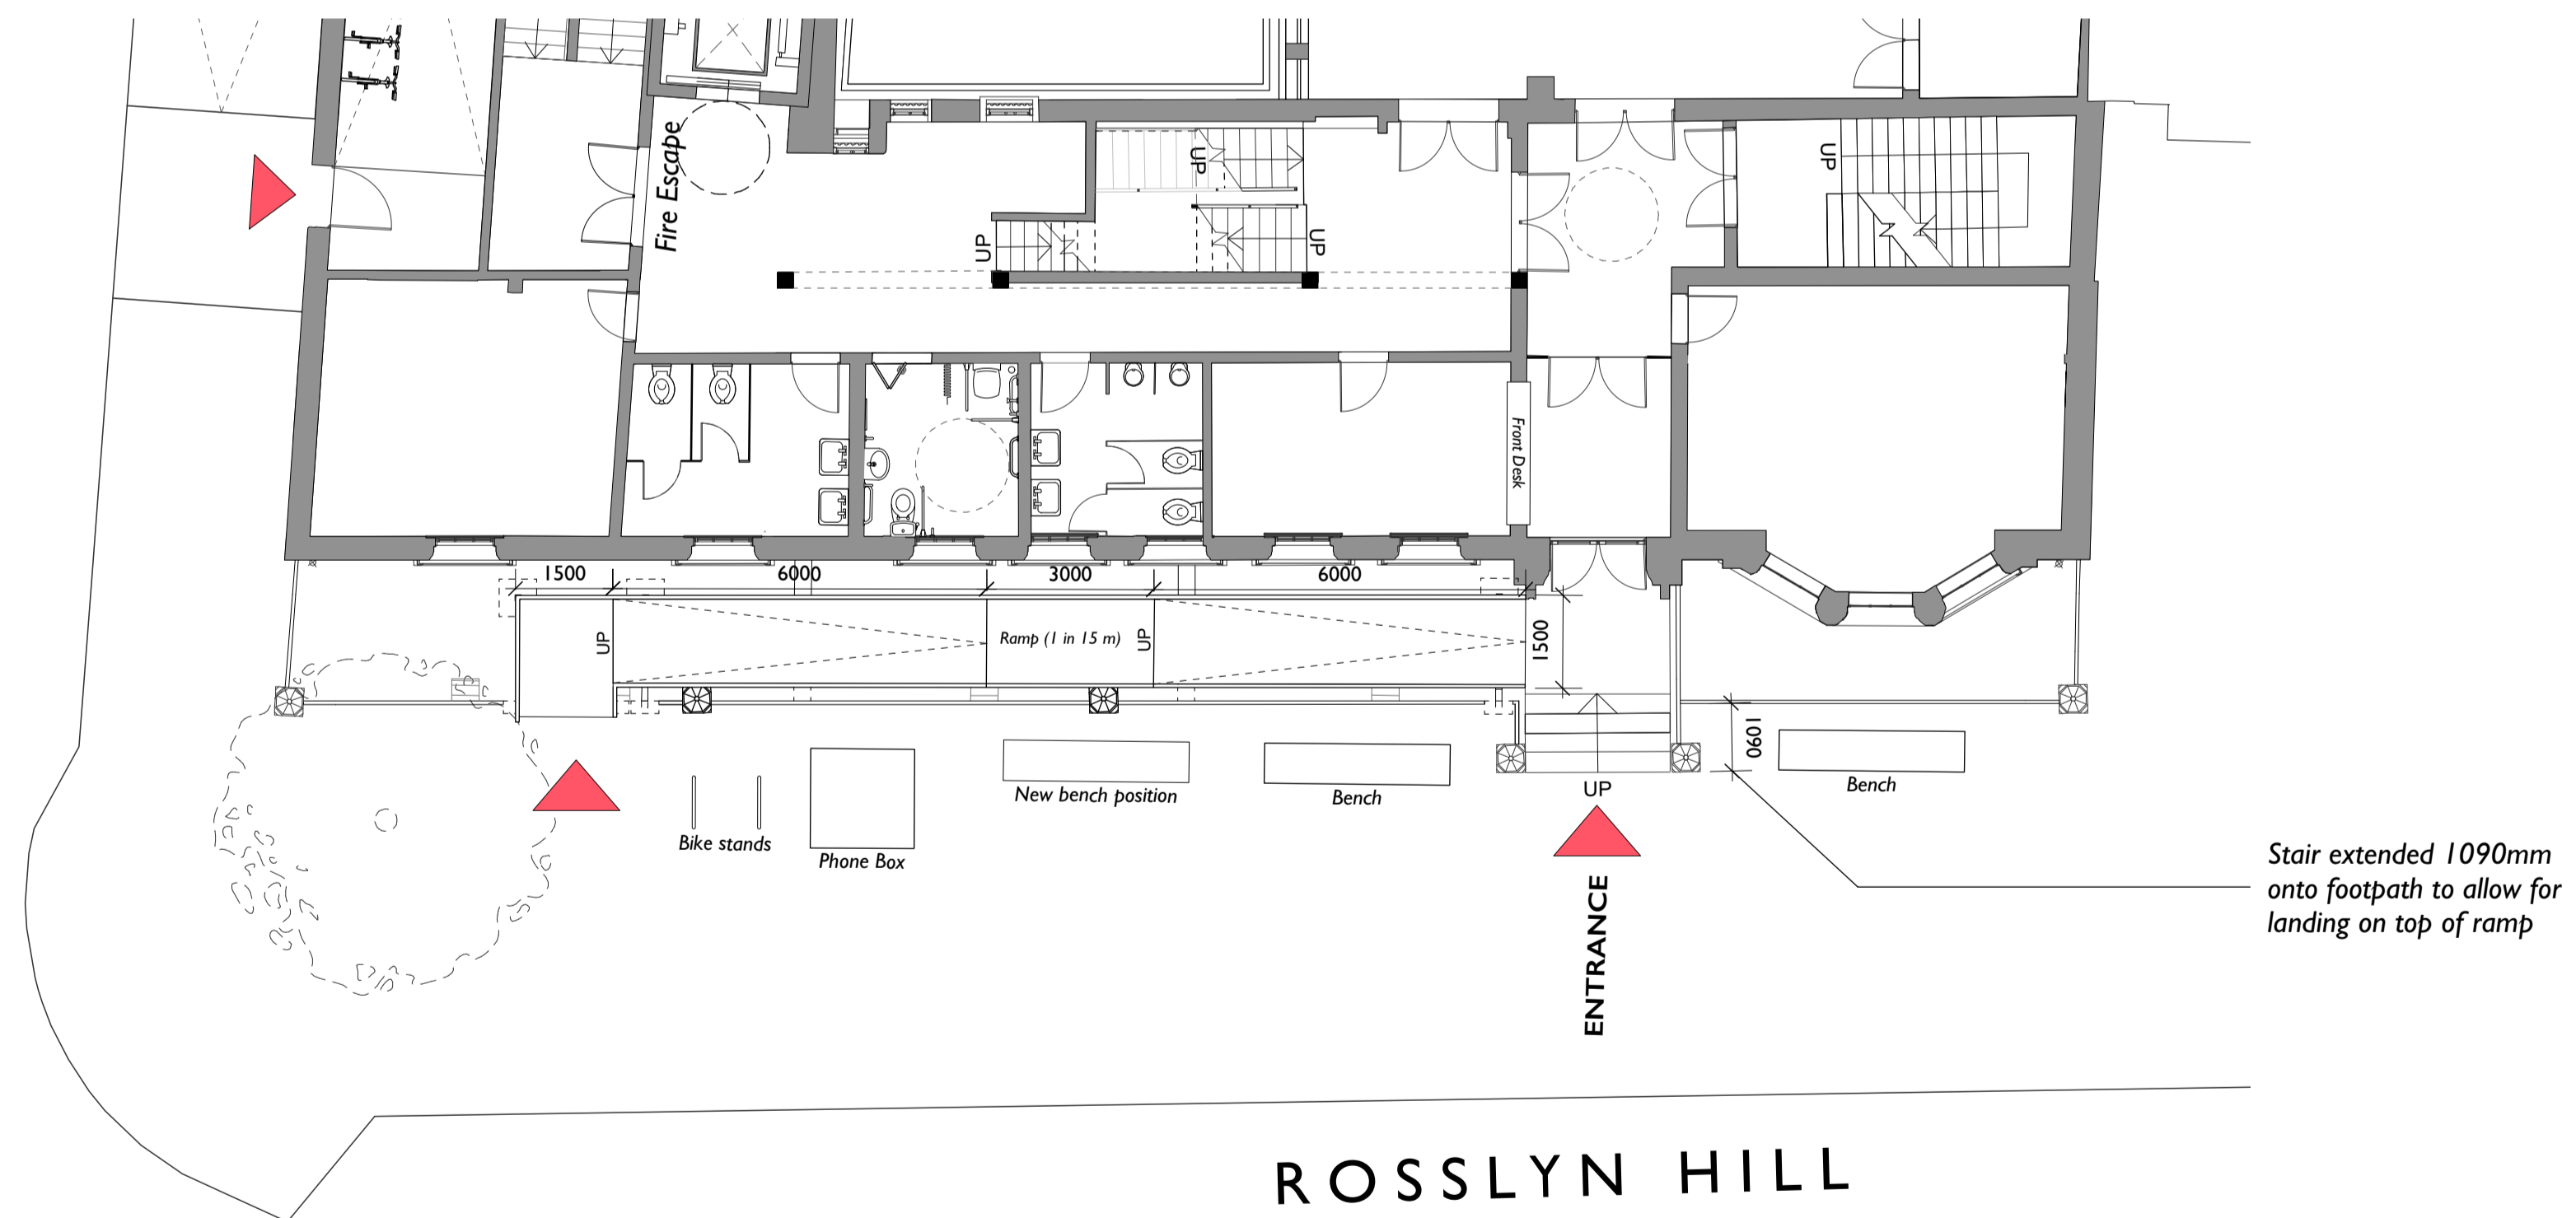 Fire Escape
UP
UP
UP
UP
UP
Front Desk
1500
6000
3000
6000
UP
Ramp (1 in 15 m)
UP
1500
1090
Bike stands
Phone Box
New bench position
Bench
UP
Bench
ENTRANCE
Stair extended 1090mm
onto footpath to allow for
landing on top of ramp
ROSSLYN HILL